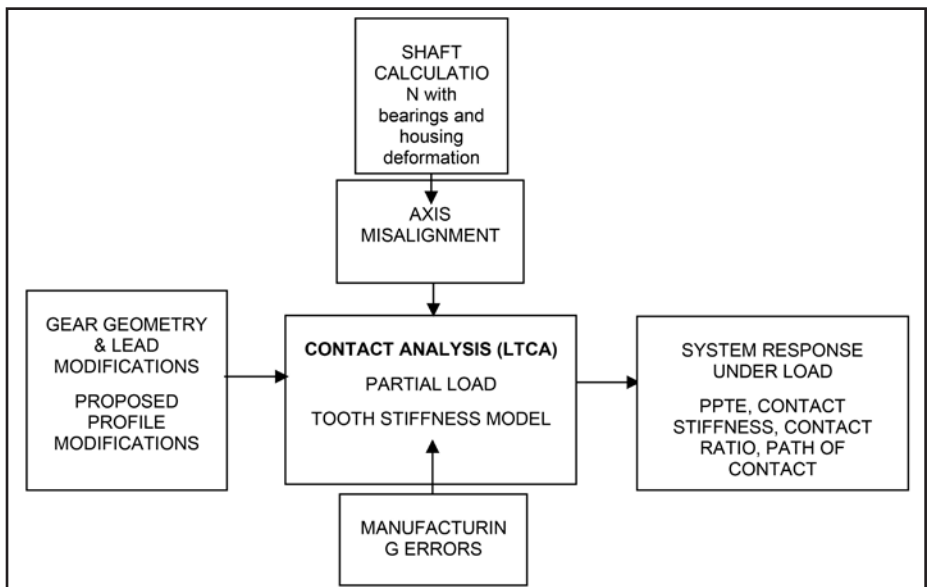 SHAFT
CALCULATIO
N with
bearings and
housing
deformation
AXIS
MISALIGNMENT
GEAR GEOMETRY
& LEAD
MODIFICATIONS
PROPOSED
PROFILE
MODIFICATIONS
CONTACT ANALYSIS (LTCA)
PARTIAL LOAD
TOOTH STIFFNESS MODEL
SYSTEM RESPONSE
UNDER LOAD
PPTE, CONTACT
STIFFNESS, CONTACT
RATIO, PATH OF
CONTACT
MANUFACTURIN
G ERRORS